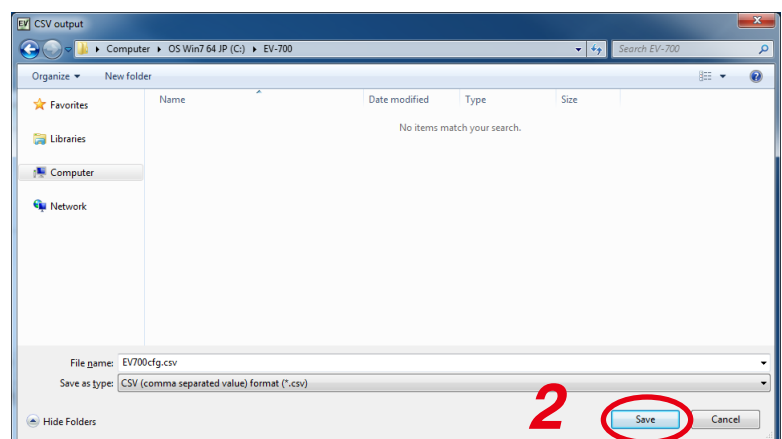 EV CSV output
Computer OS Win7 64 JP (C:) EV-700 Search EV-700
Organize New folder
Name Date modified Type Size
No items match your search.
Favorites
Libraries
Computer
Network
File name: EV700cfg.csv
Save as type: CSV (comma separated value) format (*.csv)
2
Hide Folders Save Cancel